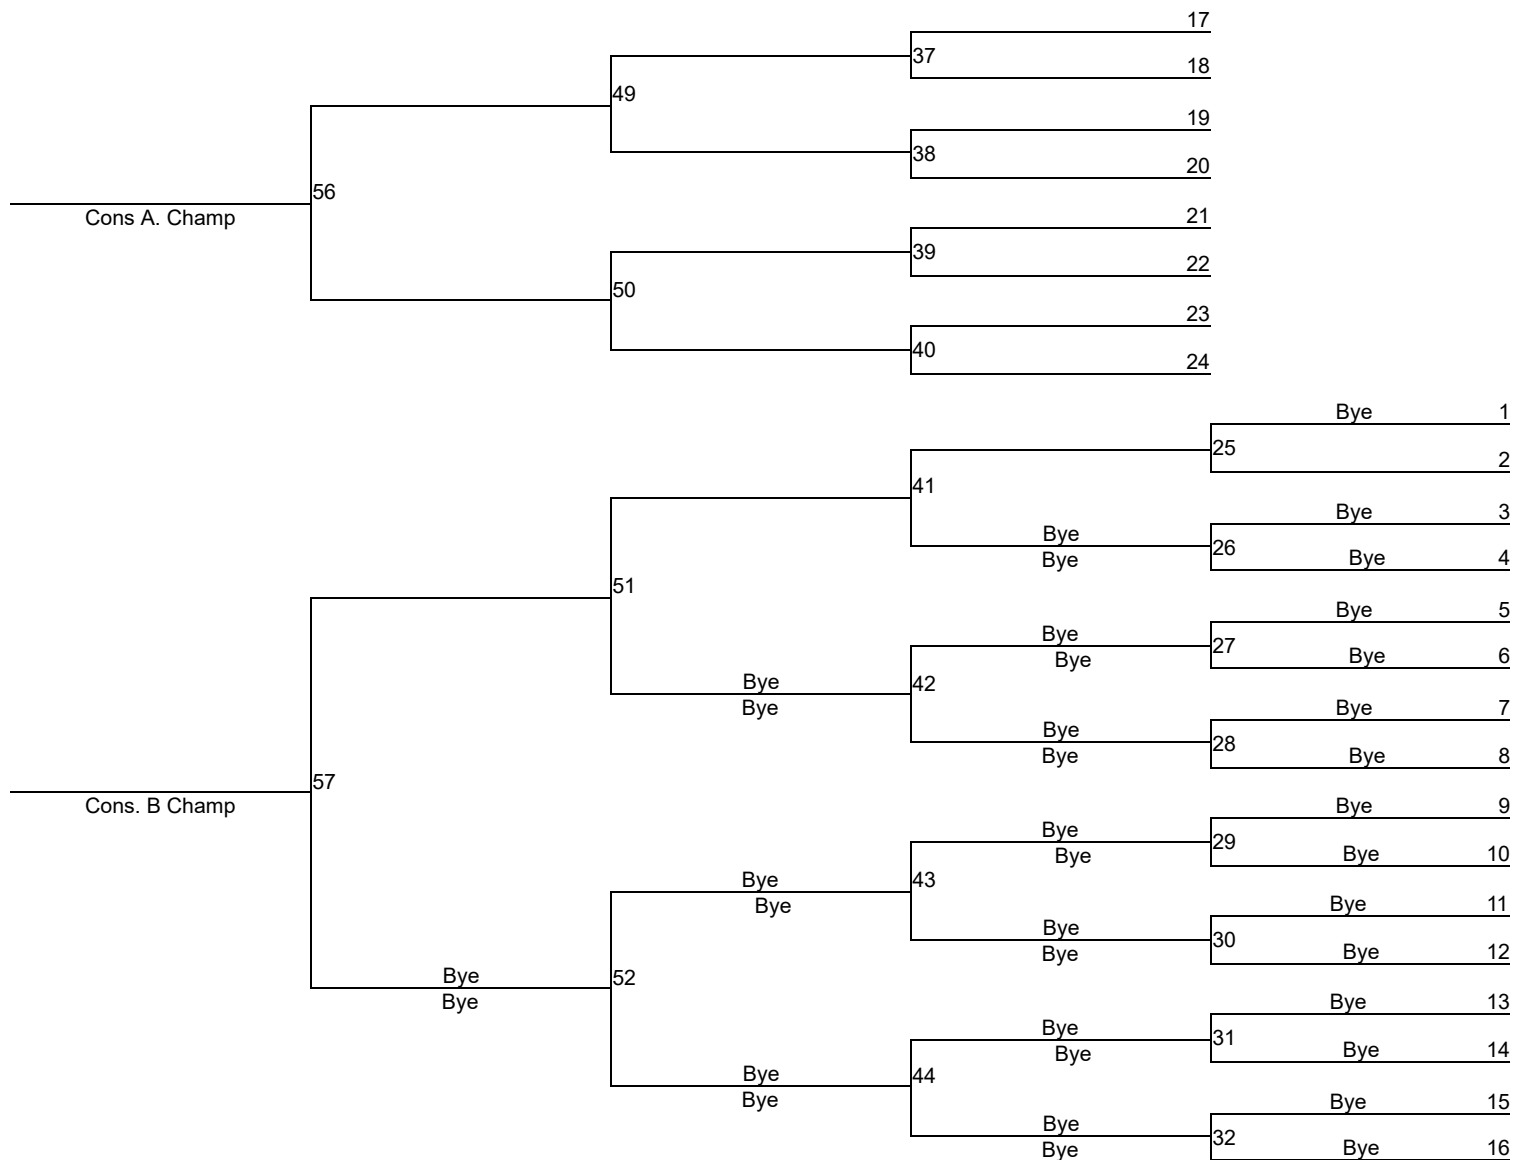 17
37
18
49
19
38
20
56
Cons A. Champ
21
39
22
50
23
40
24
Bye 1
25
2
41
Bye 3
Bye
26
Bye
Bye 4
51
Bye 5
Bye
27
Bye
Bye 6
Bye
42
Bye
Bye 7
Bye
28
Bye
Bye 8
57
Cons. B Champ
Bye 9
Bye
29
Bye
Bye 10
Bye
43
Bye
Bye 11
Bye
30
Bye
Bye 12
Bye
52
Bye
Bye 13
Bye
31
Bye
Bye 14
Bye
44
Bye
Bye 15
Bye
32
Bye
Bye 16